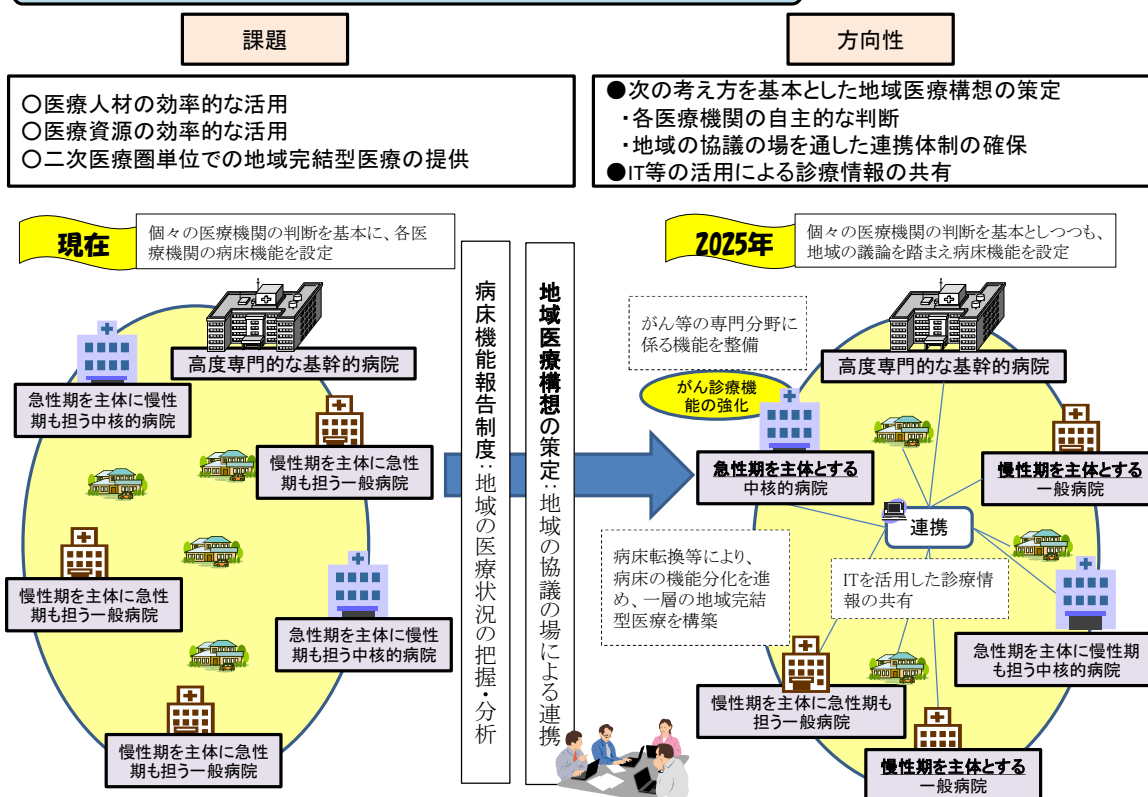 課題
○医療人材の効率的な活用
○医療資源の効率的な活用
○二次医療圏単位での地域完結型医療の提供
方向性
●次の考え方を基本とした地域医療構想の策定
・各医療機関の自主的な判断
・地域の協議の場を通した連携体制の確保
●IT等の活用による診療情報の共有
現在
個々の医療機関の判断を基本に、各医
療機関の病床機能を設定
高度専門的な基幹的病院
急性期を主体に慢性
期も担う中核的病院
慢性期を主体に急性
期も担う一般病院
慢性期を主体に急性
期も担う一般病院
急性期を主体に慢性
期も担う中核的病院
慢性期を主体に急性
期も担う一般病院
病床機能報告制度：地域の医療状況の把握・分析
地域医療構想の策定：地域の協議の場による連携
2025年
個々の医療機関の判断を基本としつつも、
地域の議論を踏まえ病床機能を設定
がん等の専門分野に
係る機能を整備
高度専門的な基幹的病院
がん診療機
能の強化
急性期を主体とする
中核的病院
慢性期を主体とする
一般病院
連携
病床転換等により、
病床の機能分化を進
め、一層の地域完結
型医療を構築
ITを活用した診療情
報の共有
急性期を主体に慢性期
も担う中核的病院
慢性期を主体に急性期も
担う一般病院
慢性期を主体とする
一般病院